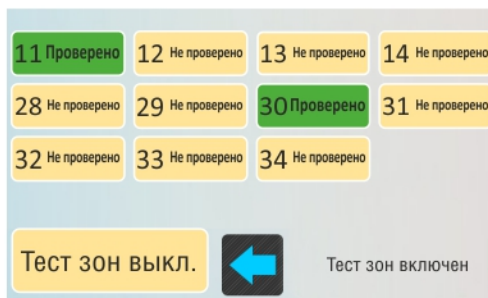 11 Проверено 12 Не проверено 13 Не проверено 14 Не проверено
28 Не проверено 29 Не проверено 30 Проверено 31 Не проверено
32 Не проверено 33 Не проверено 34 Не проверено
Тест зон выкл. Тест зон включен